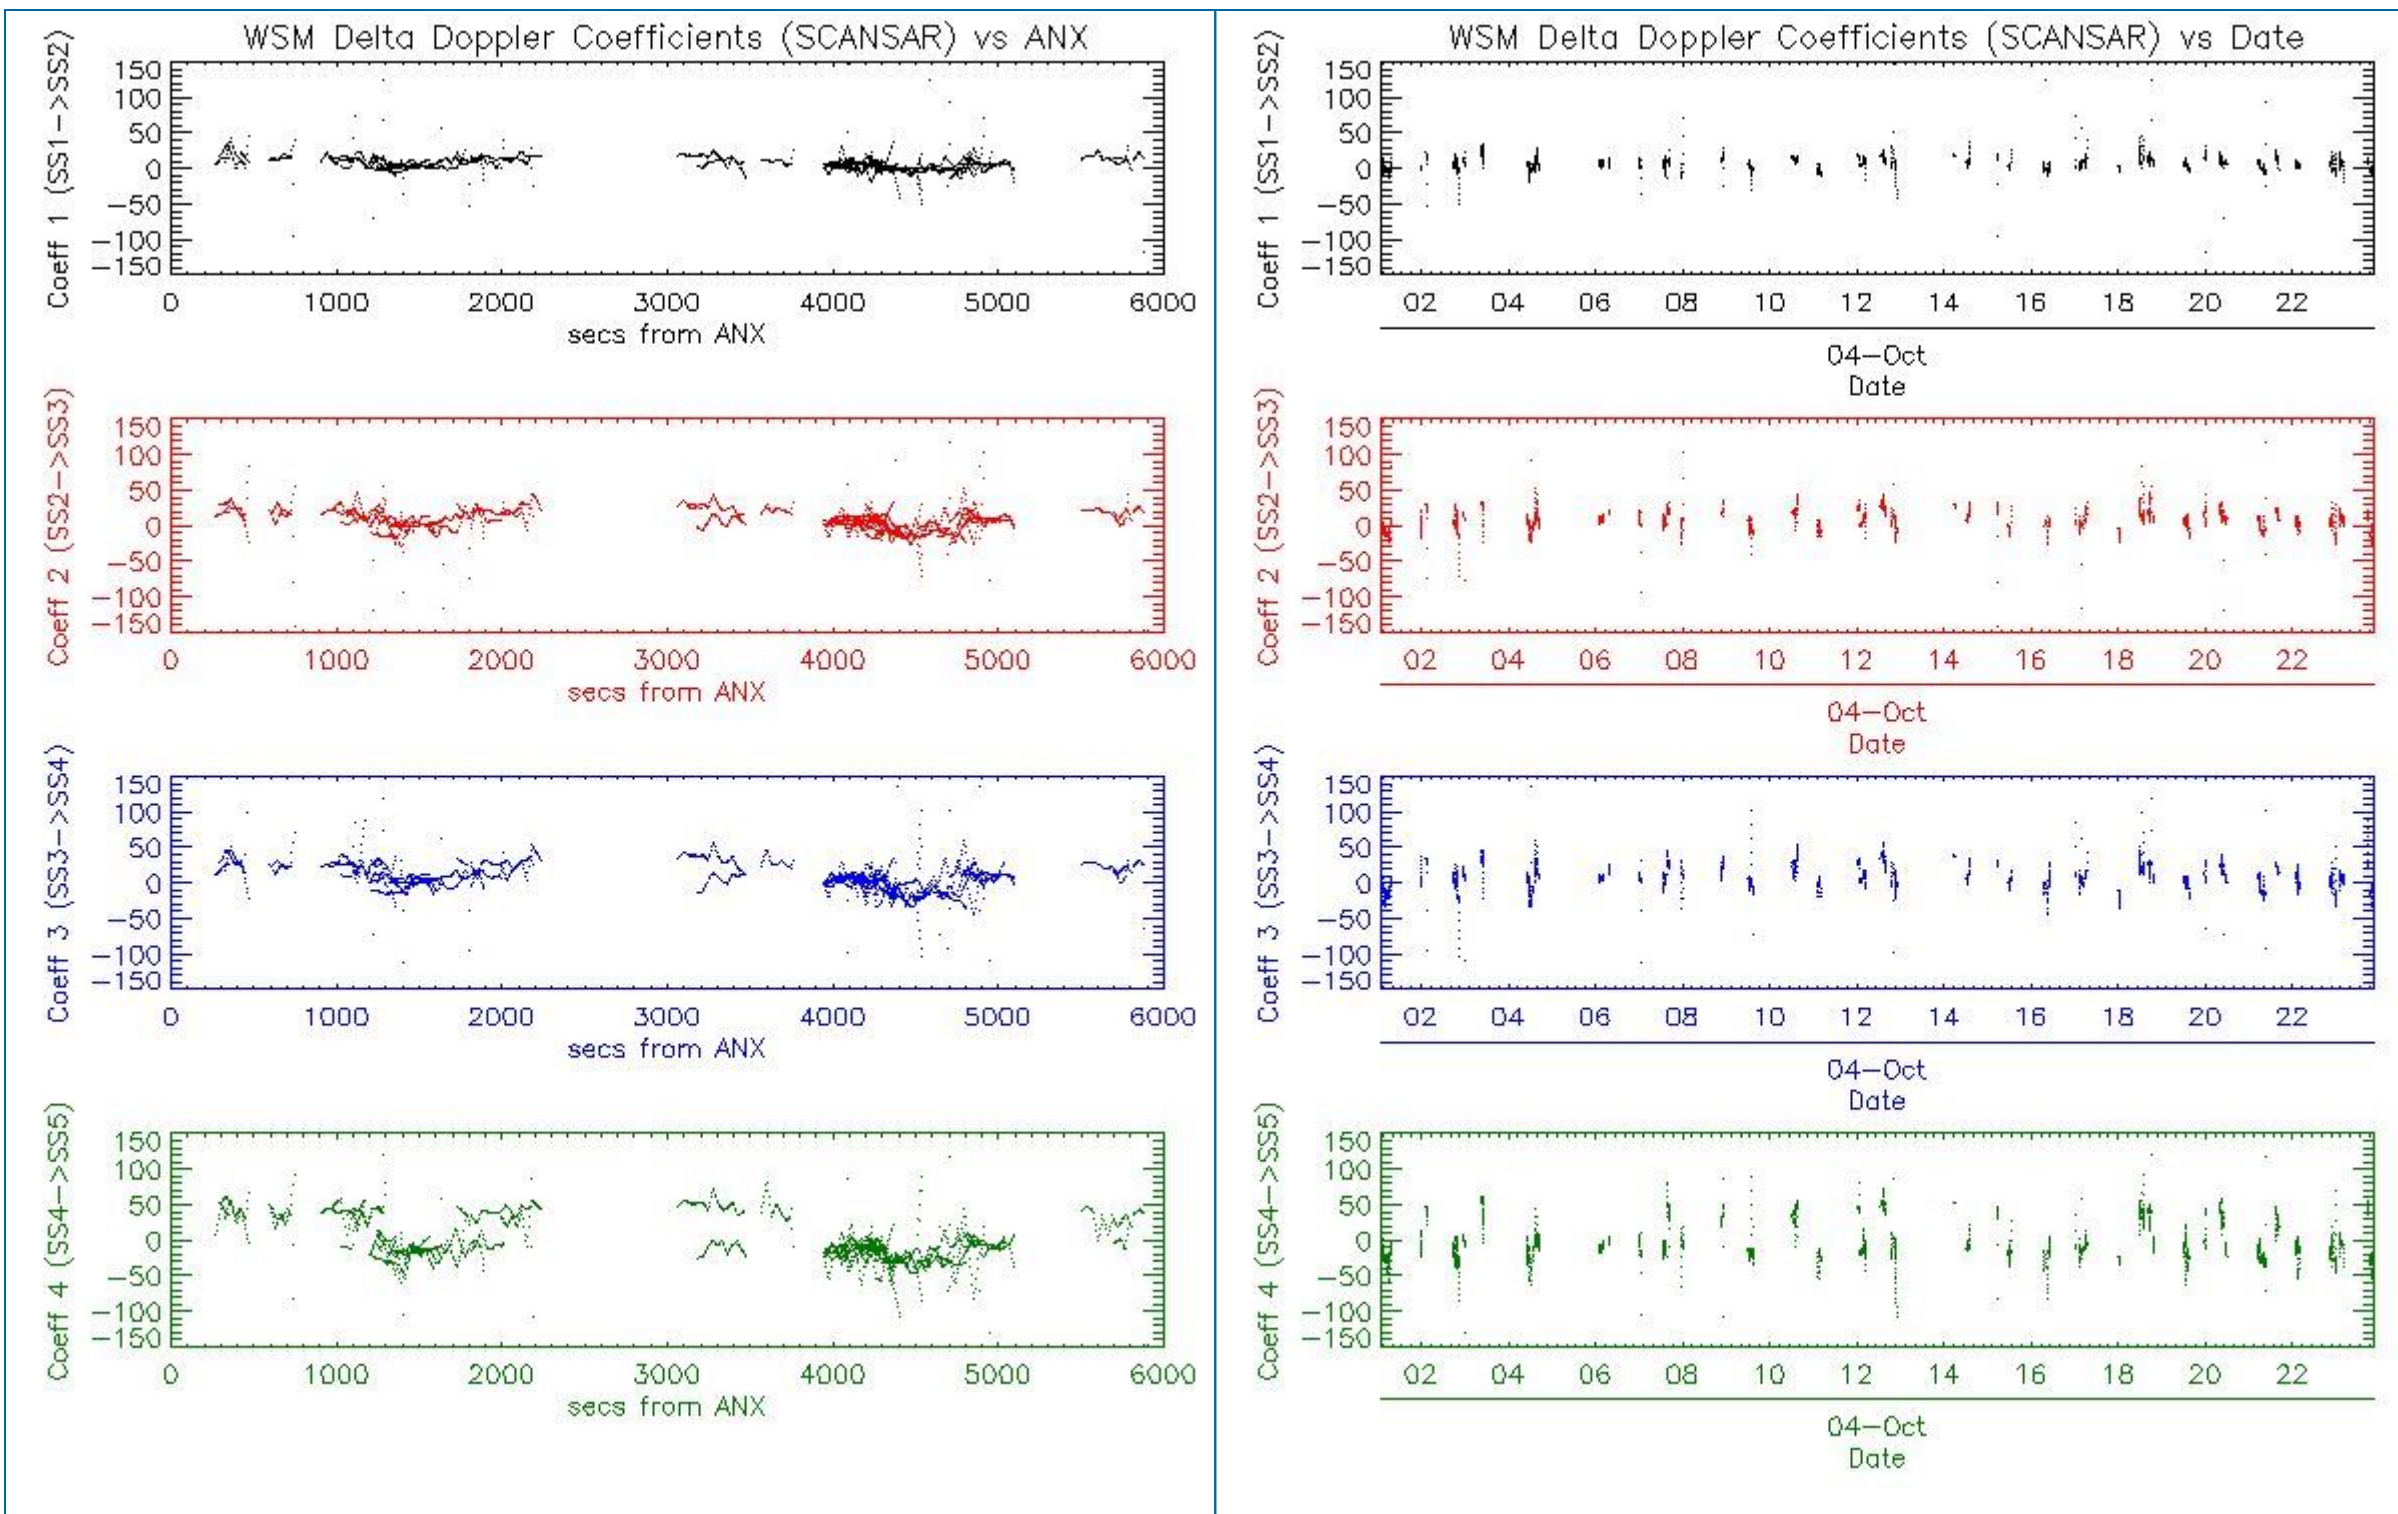 WSM Delta Doppler Coefficients (SCANSAR) vs ANX
Coeff 1 (SS1->SS2)
150
100
50
0
-50
-100
-150
0 1000 2000 3000 4000 5000 6000
secs from ANX
Coeff 2 (SS2->SS3)
150
100
50
0
-50
-100
-150
0 1000 2000 3000 4000 5000 6000
secs from ANX
Coeff 3 (SS3->SS4)
150
100
50
0
-50
-100
-150
0 1000 2000 3000 4000 5000 6000
secs from ANX
Coeff 4 (SS4->SS5)
150
100
50
0
-50
-100
-150
0 1000 2000 3000 4000 5000 6000
secs from ANX
WSM Delta Doppler Coefficients (SCANSAR) vs Date
Coeff 1 (SS1->SS2)
150
100
50
0
-50
-100
-150
02 04 06 08 10 12 14 16 18 20 22
04-Oct
Date
Coeff 2 (SS2->SS3)
150
100
50
0
-50
-100
-150
02 04 06 08 10 12 14 16 18 20 22
04-Oct
Date
Coeff 3 (SS3->SS4)
150
100
50
0
-50
-100
-150
02 04 06 08 10 12 14 16 18 20 22
04-Oct
Date
Coeff 4 (SS4->SS5)
150
100
50
0
-50
-100
-150
02 04 06 08 10 12 14 16 18 20 22
04-Oct
Date